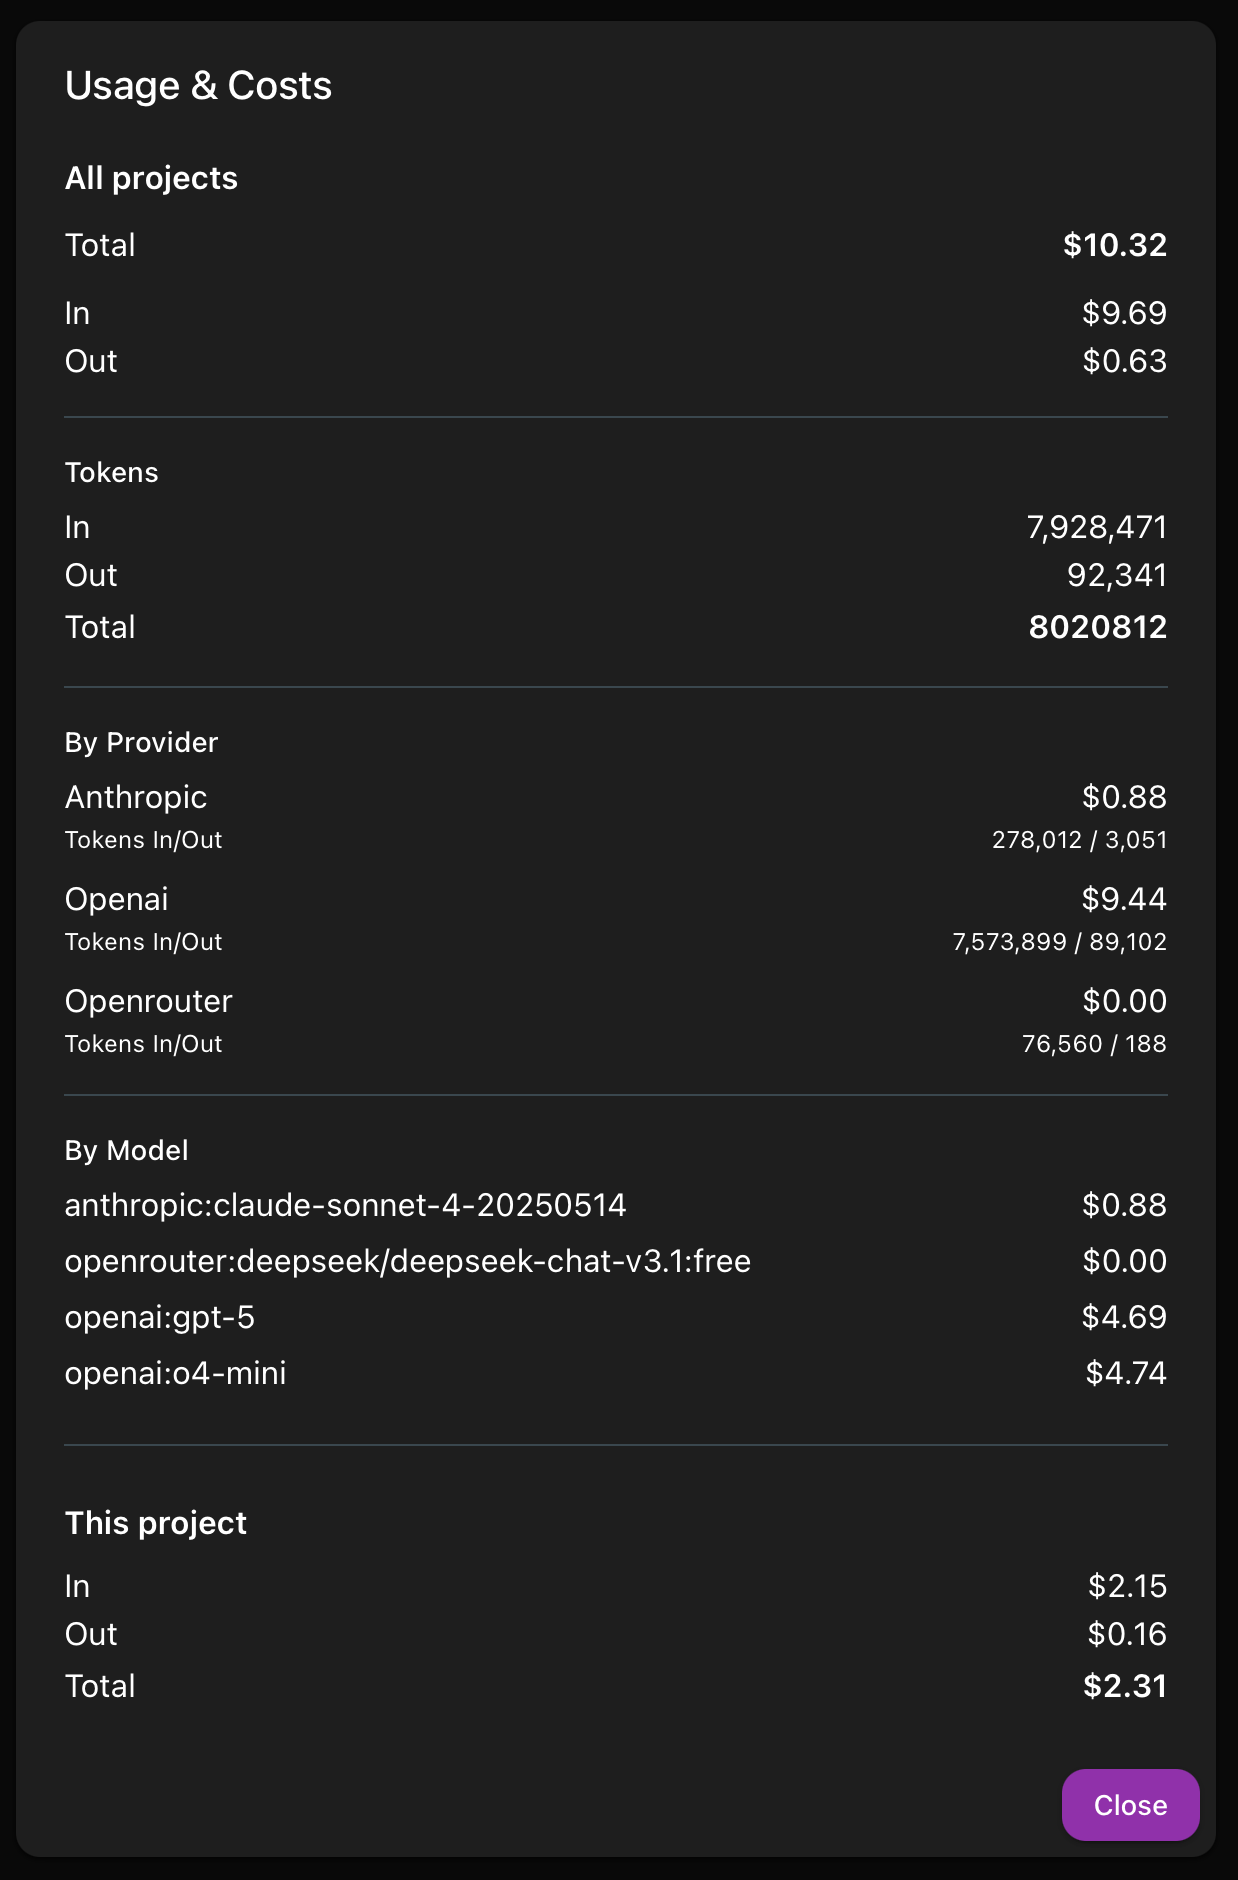 Usage & Costs
All projects
Total $10.32
In $9.69
Out $0.63
Tokens
In 7,928,471
Out 92,341
Total 8020812
By Provider
Anthropic $0.88
Tokens In/Out 278,012 / 3,051
Openai $9.44
Tokens In/Out 7,573,899 / 89,102
Openrouter $0.00
Tokens In/Out 76,560 / 188
By Model
anthropic:claude-sonnet-4-20250514 $0.88
openrouter:deepseek/deepseek-chat-v3.1:free $0.00
openai:gpt-5 $4.69
openai:o4-mini $4.74
This project
In $2.15
Out $0.16
Total $2.31
Close